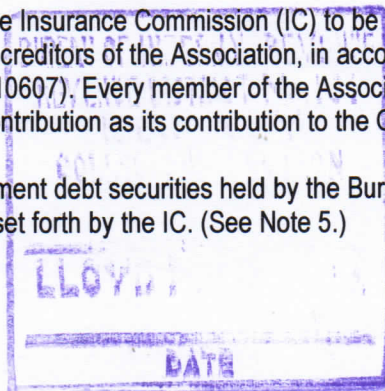 e Insurance Commission (IC) to be
creditors of the Association, in acco
10607). Every member of the Associ
ntribution as its contribution to the G
ment debt securities held by the Bur
set forth by the IC. (See Note 5.)
DATE